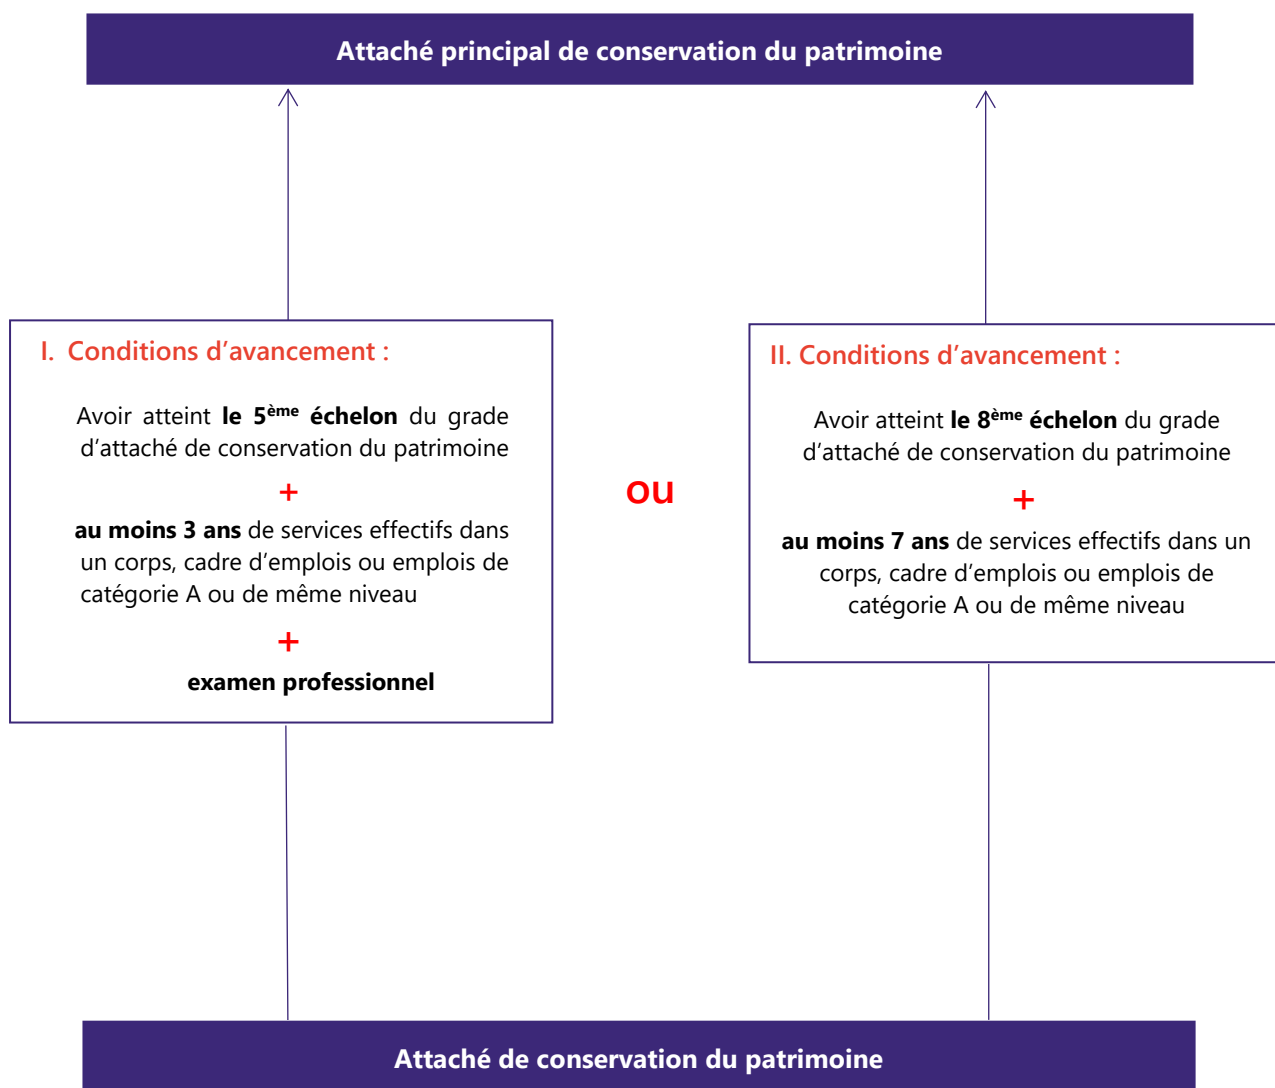 Attaché principal de conservation du patrimoine
I. Conditions d’avancement :
Avoir atteint le 5ème échelon du grade
d’attaché de conservation du patrimoine
+
au moins 3 ans de services effectifs dans
un corps, cadre d’emplois ou emplois de
catégorie A ou de même niveau
+
examen professionnel
ou
II. Conditions d’avancement :
Avoir atteint le 8ème échelon du grade
d’attaché de conservation du patrimoine
+
au moins 7 ans de services effectifs dans un
corps, cadre d’emplois ou emplois de
catégorie A ou de même niveau
Attaché de conservation du patrimoine